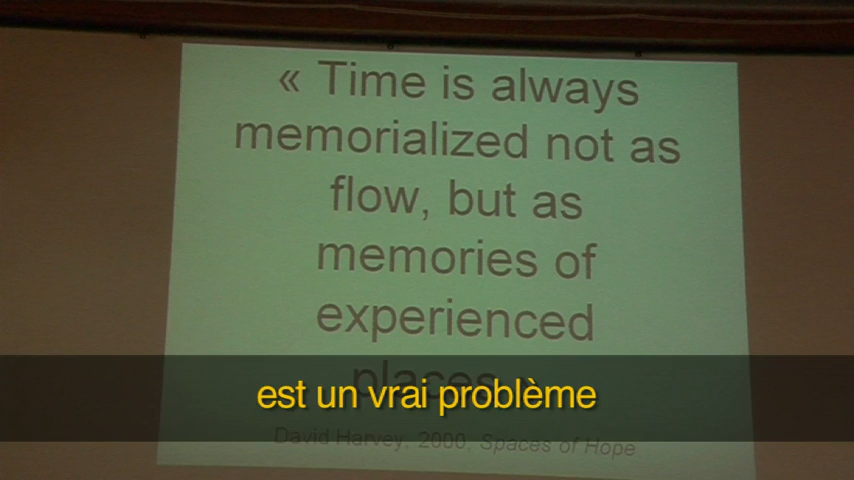 « Time is always
memorialized not as
flow, but as
memories of
experienced
places
est un vrai problème
David Harvey, 2000, Spaces of Hope